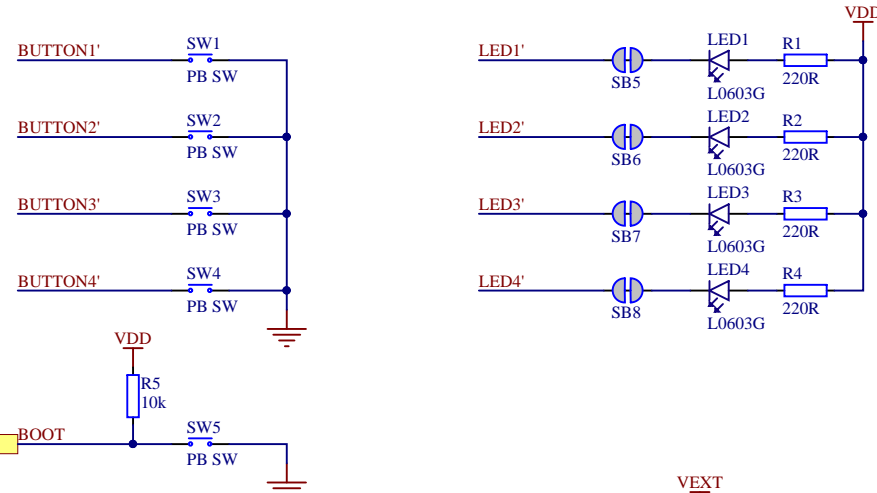 VDD
BUTTON1'
SW1
PB SW
LED1'
SB5
LED1
L0603G
R1
220R
BUTTON2'
SW2
PB SW
LED2'
SB6
LED2
L0603G
R2
220R
BUTTON3'
SW3
PB SW
LED3'
SB7
LED3
L0603G
R3
220R
BUTTON4'
SW4
PB SW
LED4'
SB8
LED4
L0603G
R4
220R
VDD
R5
10k
BOOT
SW5
PB SW
VEXT